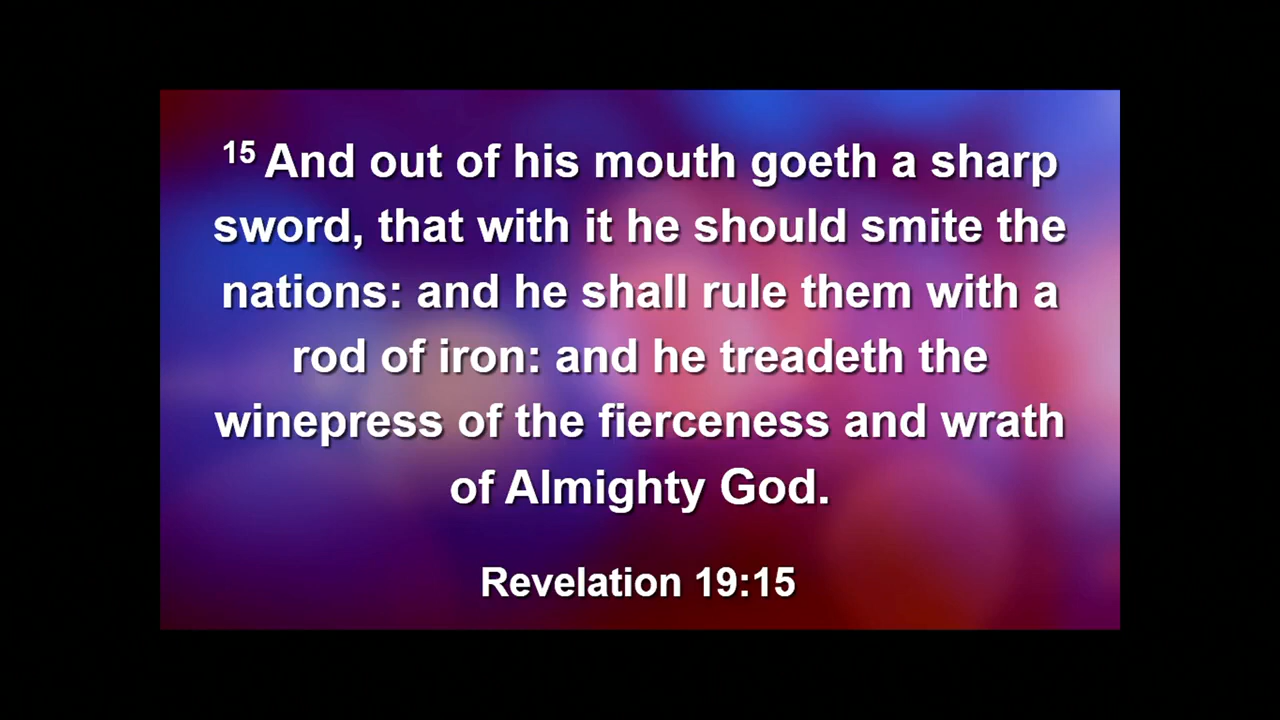 15 And out of his mouth goeth a sharp
sword, that with it he should smite the
nations: and he shall rule them with a
rod of iron: and he treadeth the
winepress of the fierceness and wrath
of Almighty God.
Revelation 19:15